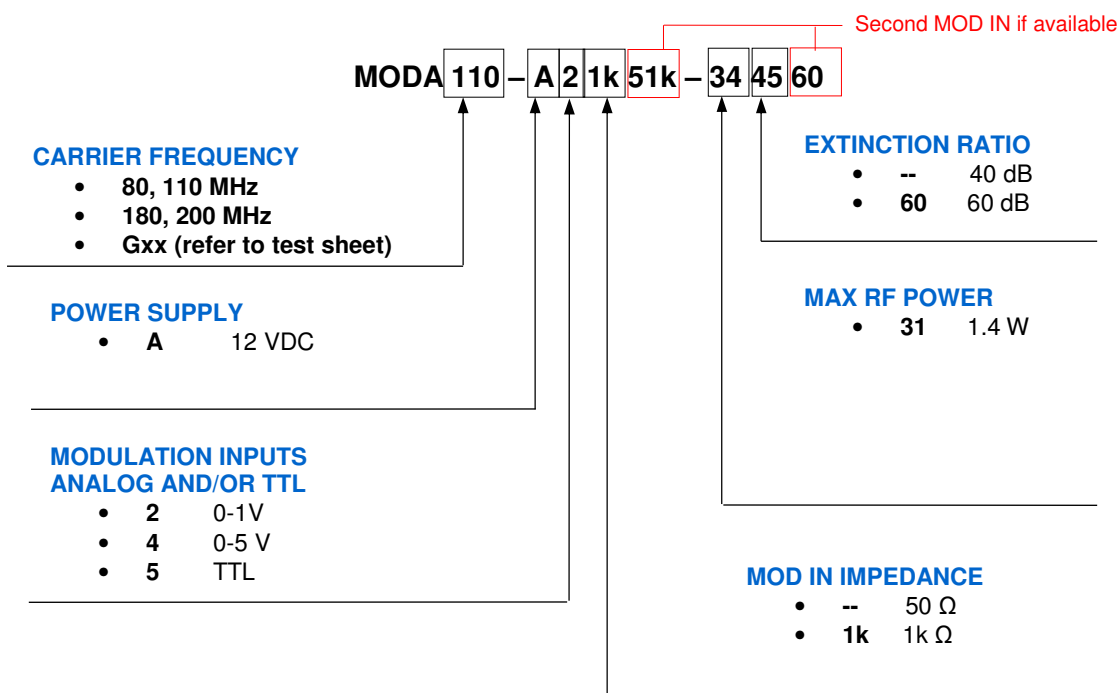 Second MOD IN if available
MODA 110 – A 2 1k 51k – 34 45 60
CARRIER FREQUENCY
• 80, 110 MHz
• 180, 200 MHz
• Gxx (refer to test sheet)
EXTINCTION RATIO
• -- 40 dB
• 60 60 dB
POWER SUPPLY
• A 12 VDC
MAX RF POWER
• 31 1.4 W
MODULATION INPUTS
ANALOG AND/OR TTL
• 2 0-1V
• 4 0-5 V
• 5 TTL
MOD IN IMPEDANCE
• -- 50 Ω
• 1k 1k Ω